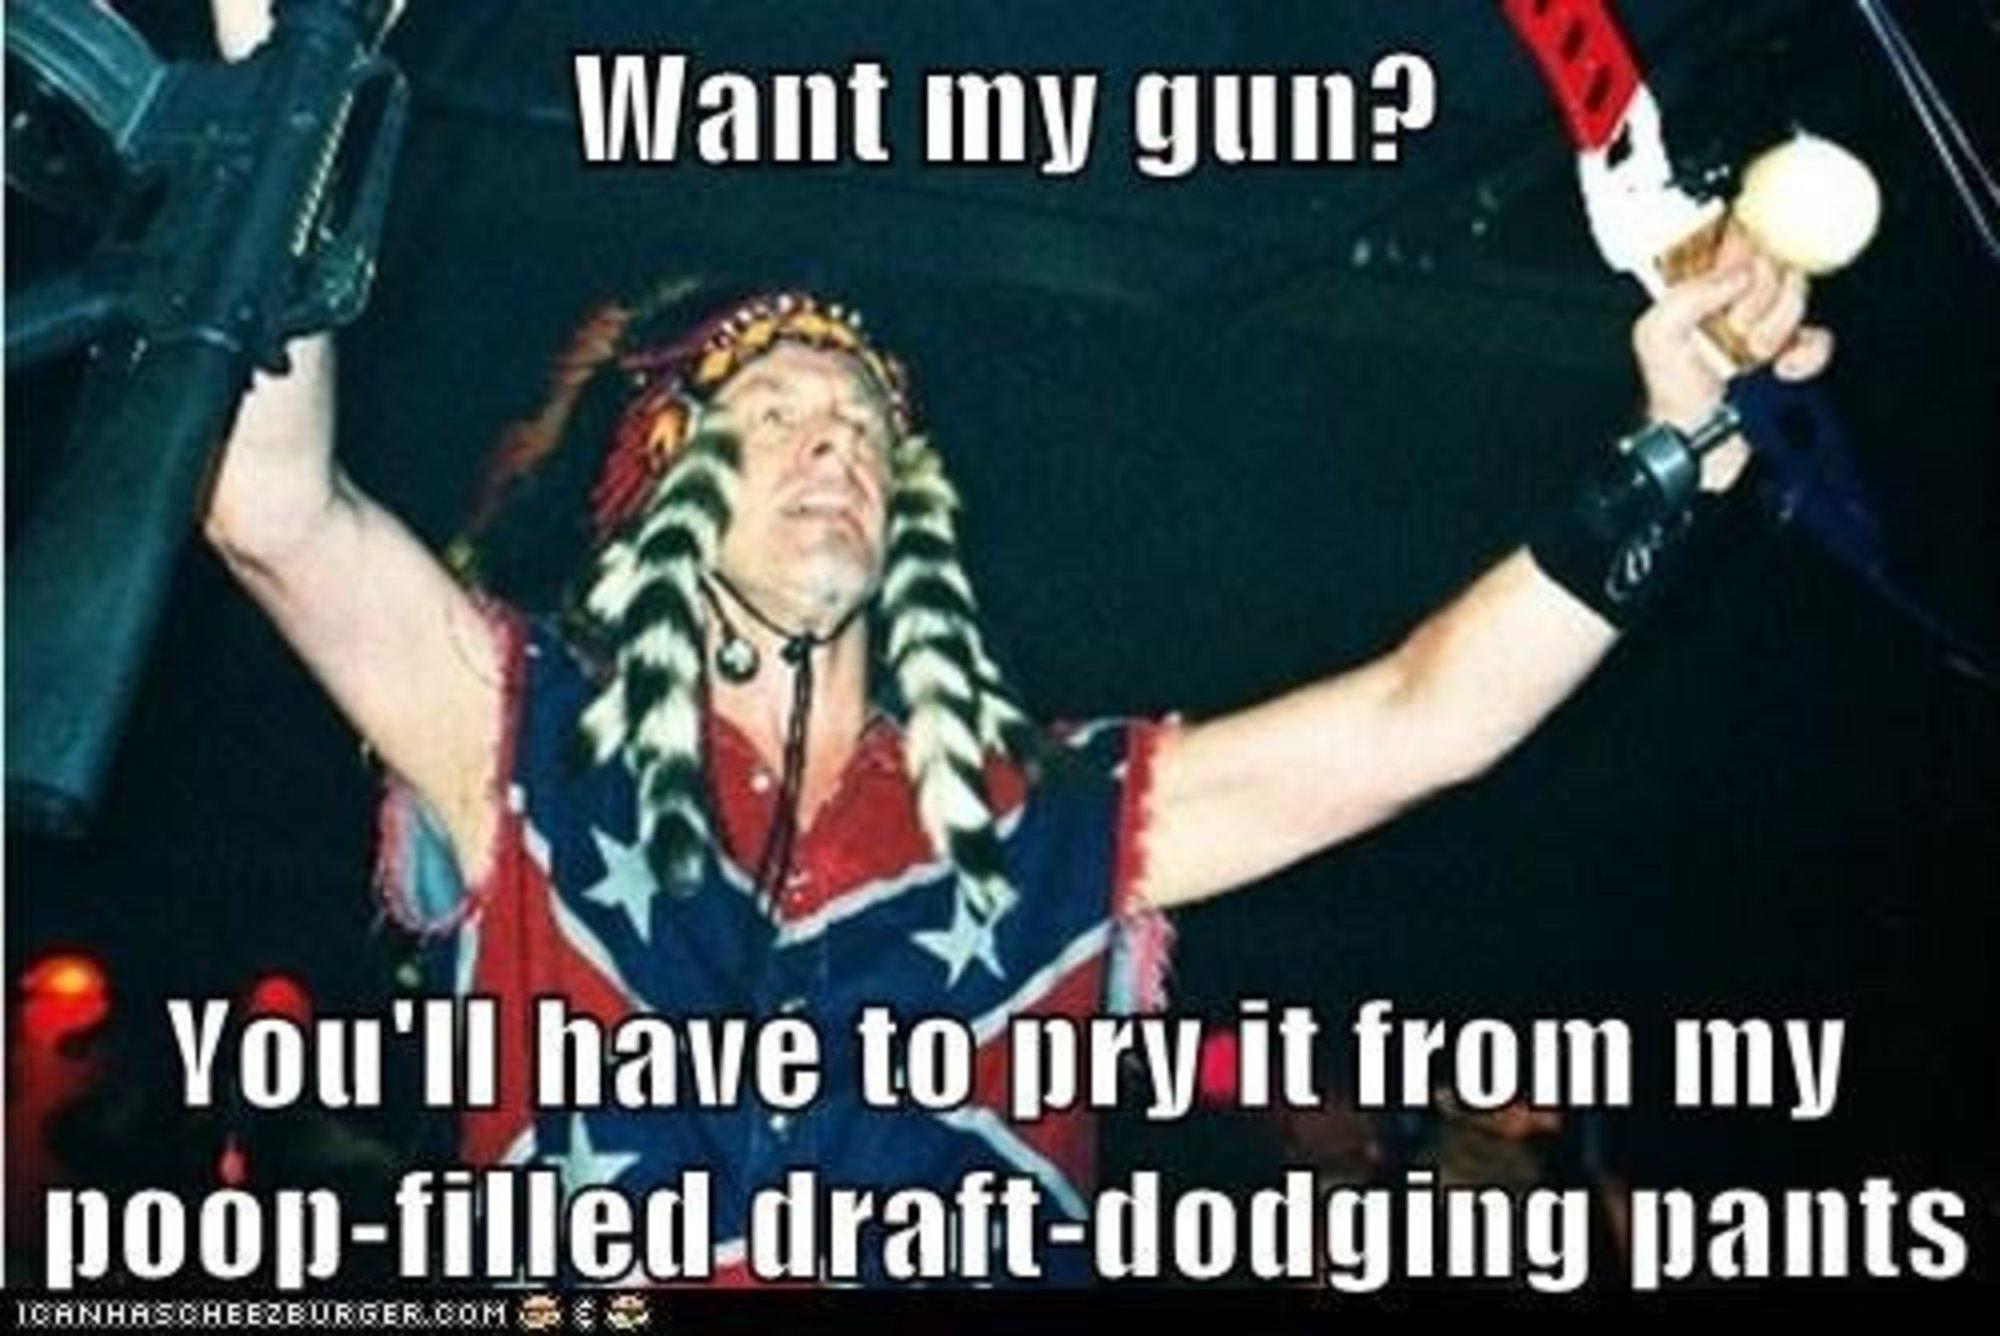 Want my gun?
You'll have to pry it from my
poop-filled draft-dodging pants
ICANHASCHEEZBURGER.COM